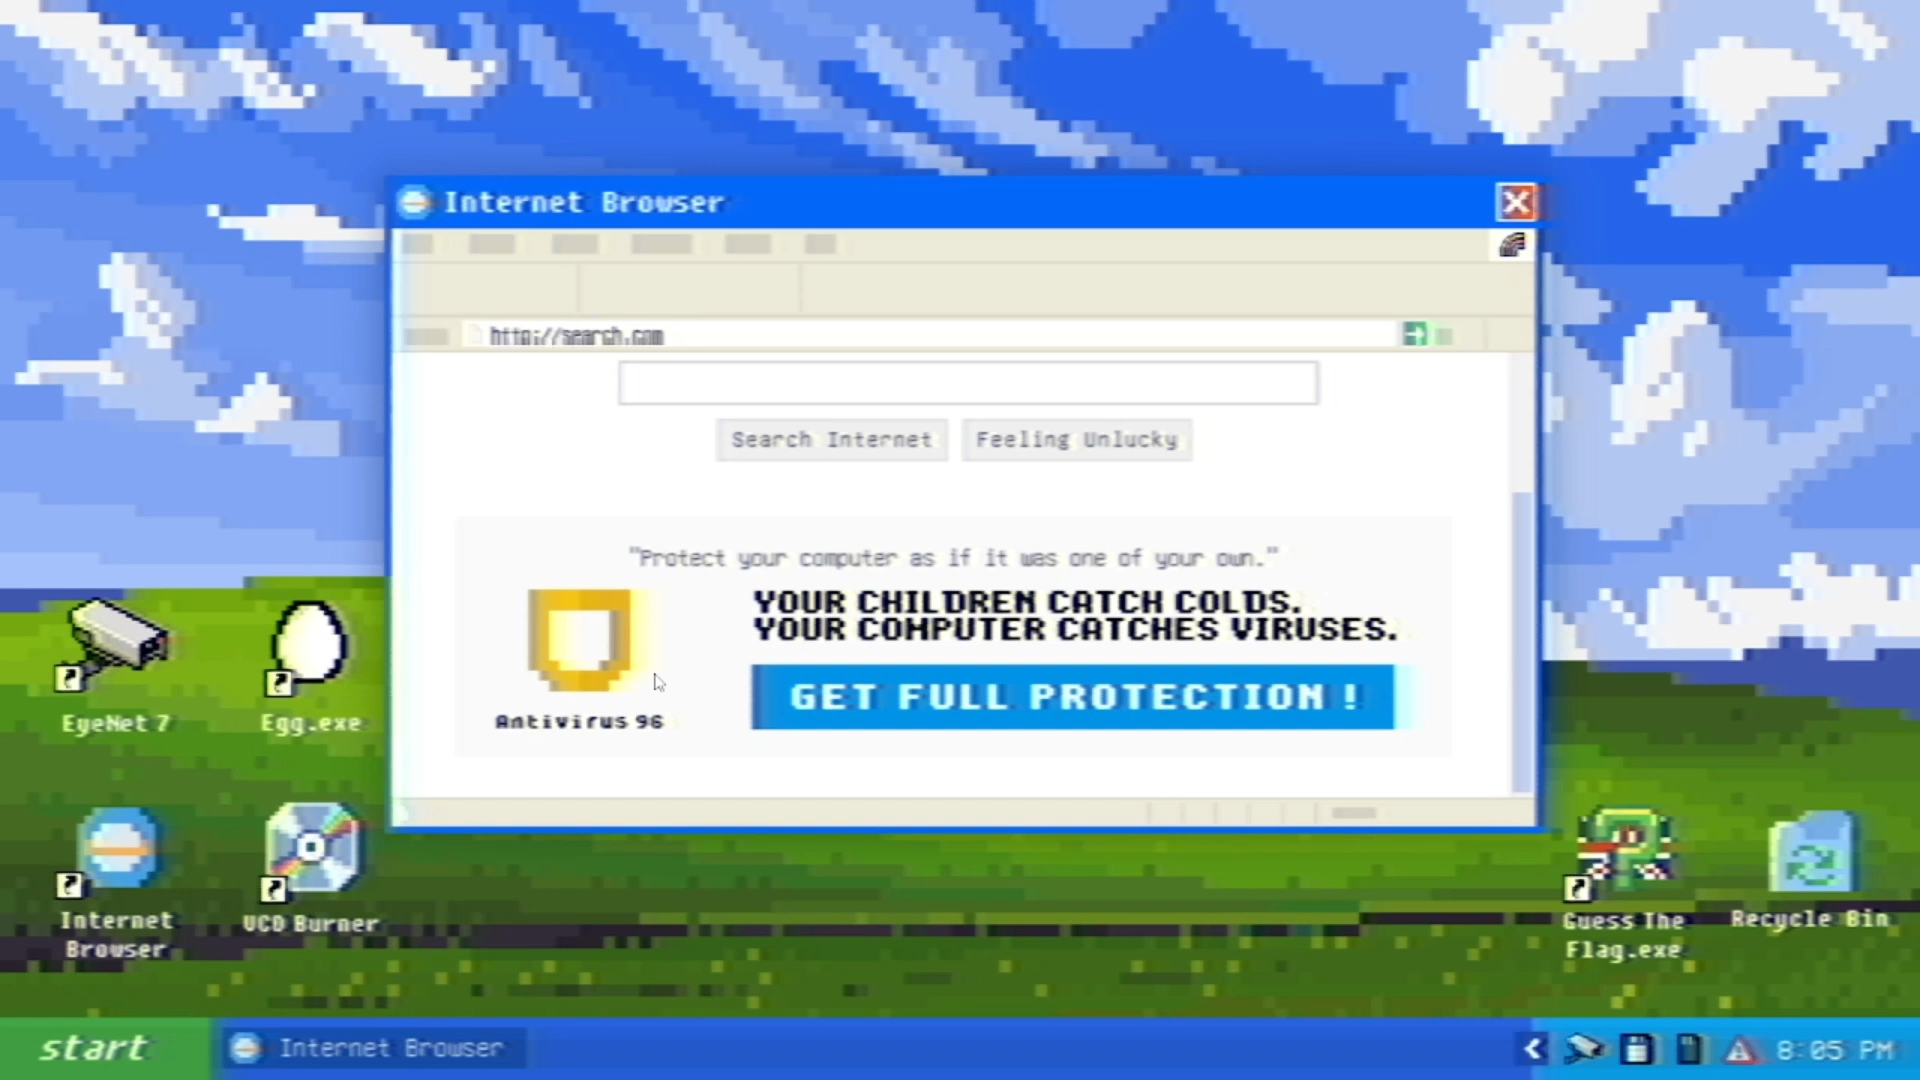 Internet Browser
http://search.com
Search Internet
Feeling Unlucky
"Protect your computer as if it was one of your own."
YOUR CHILDREN CATCH COLDS.
YOUR COMPUTER CATCHES VIRUSES.
GET FULL PROTECTION !
Antivirus 96
EyeNet 7
Egg.exe
Internet
Browser
VCD Burner
Guess The
Flag.exe
Recycle Bin
start
Internet Browser
8:05 PM